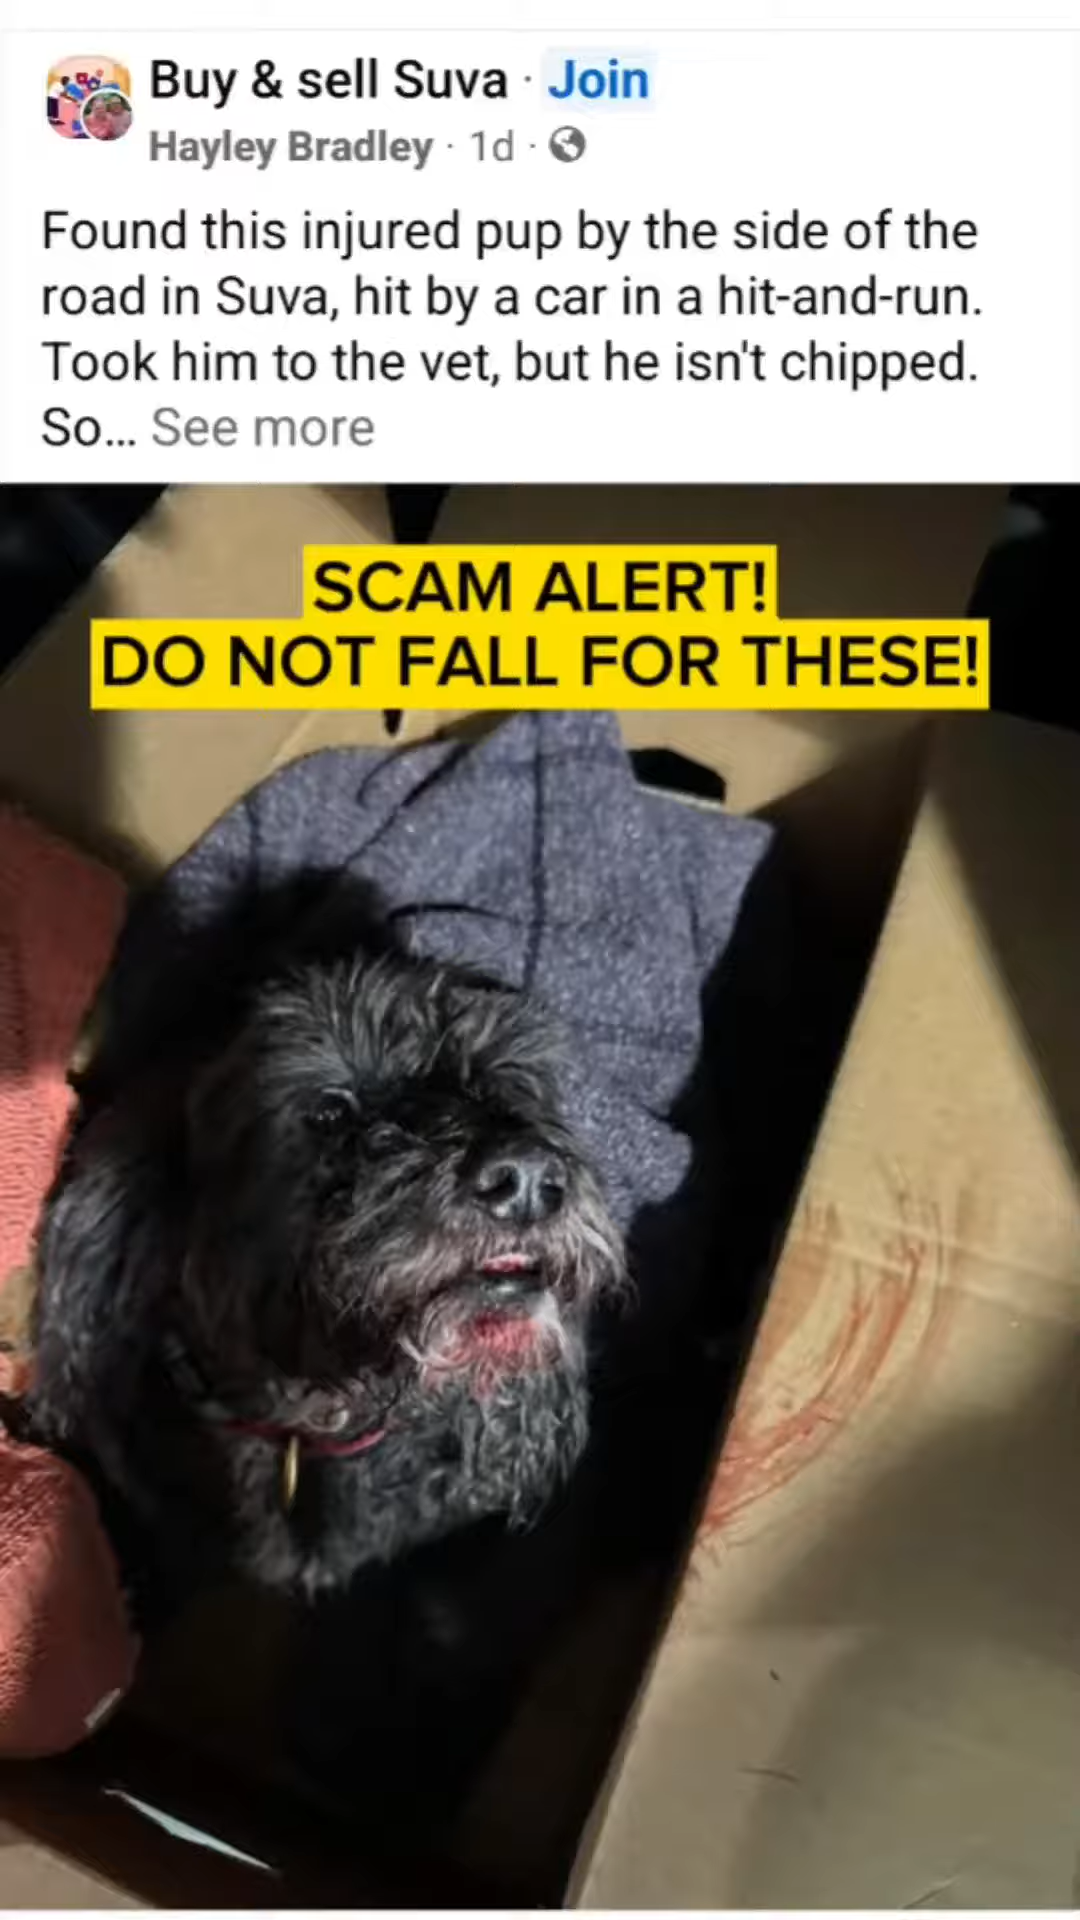 Buy & sell Suva · Join
Hayley Bradley · 1d ·
Found this injured pup by the side of the
road in Suva, hit by a car in a hit-and-run.
Took him to the vet, but he isn't chipped.
So... See more
SCAM ALERT!
DO NOT FALL FOR THESE!